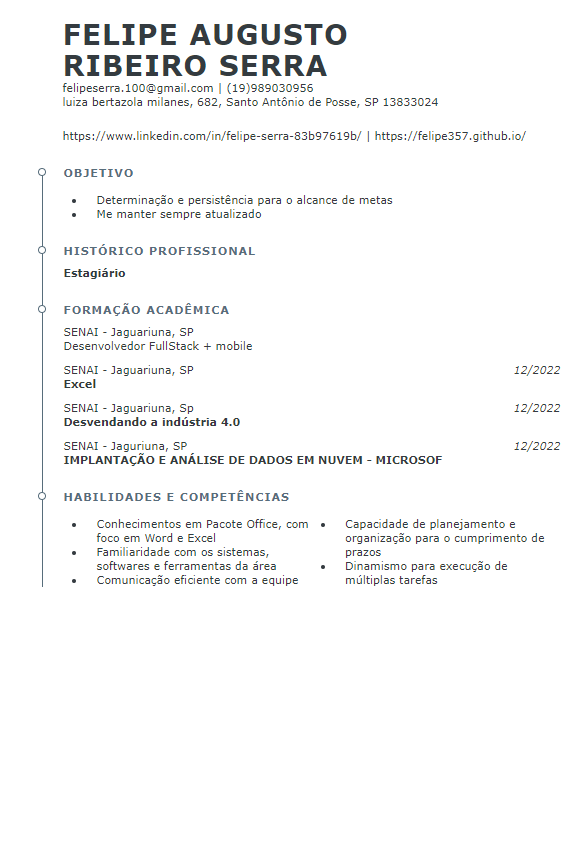 FELIPE AUGUSTO
RIBEIRO SERRA
felipeserra.100@gmail.com | (19)989030956
luiza bertazola milanes, 682, Santo Antônio de Posse, SP 13833024
https://www.linkedin.com/in/felipe-serra-83b97619b/ | https://felipe357.github.io/
OBJETIVO
• Determinação e persistência para o alcance de metas
• Me manter sempre atualizado
HISTÓRICO PROFISSIONAL
Estagiário
FORMAÇÃO ACADÊMICA
SENAI - Jaguariuna, SP
Desenvolvedor FullStack + mobile
SENAI - Jaguariuna, SP 12/2022
Excel
SENAI - Jaguariuna, Sp 12/2022
Desvendando a indústria 4.0
SENAI - Jaguriuna, SP 12/2022
IMPLANTAÇÃO E ANÁLISE DE DADOS EM NUVEM - MICROSOF
HABILIDADES E COMPETÊNCIAS
• Conhecimentos em Pacote Office, com
foco em Word e Excel
• Familiaridade com os sistemas,
softwares e ferramentas da área
• Comunicação eficiente com a equipe
• Capacidade de planejamento e
organização para o cumprimento de
prazos
• Dinamismo para execução de
múltiplas tarefas